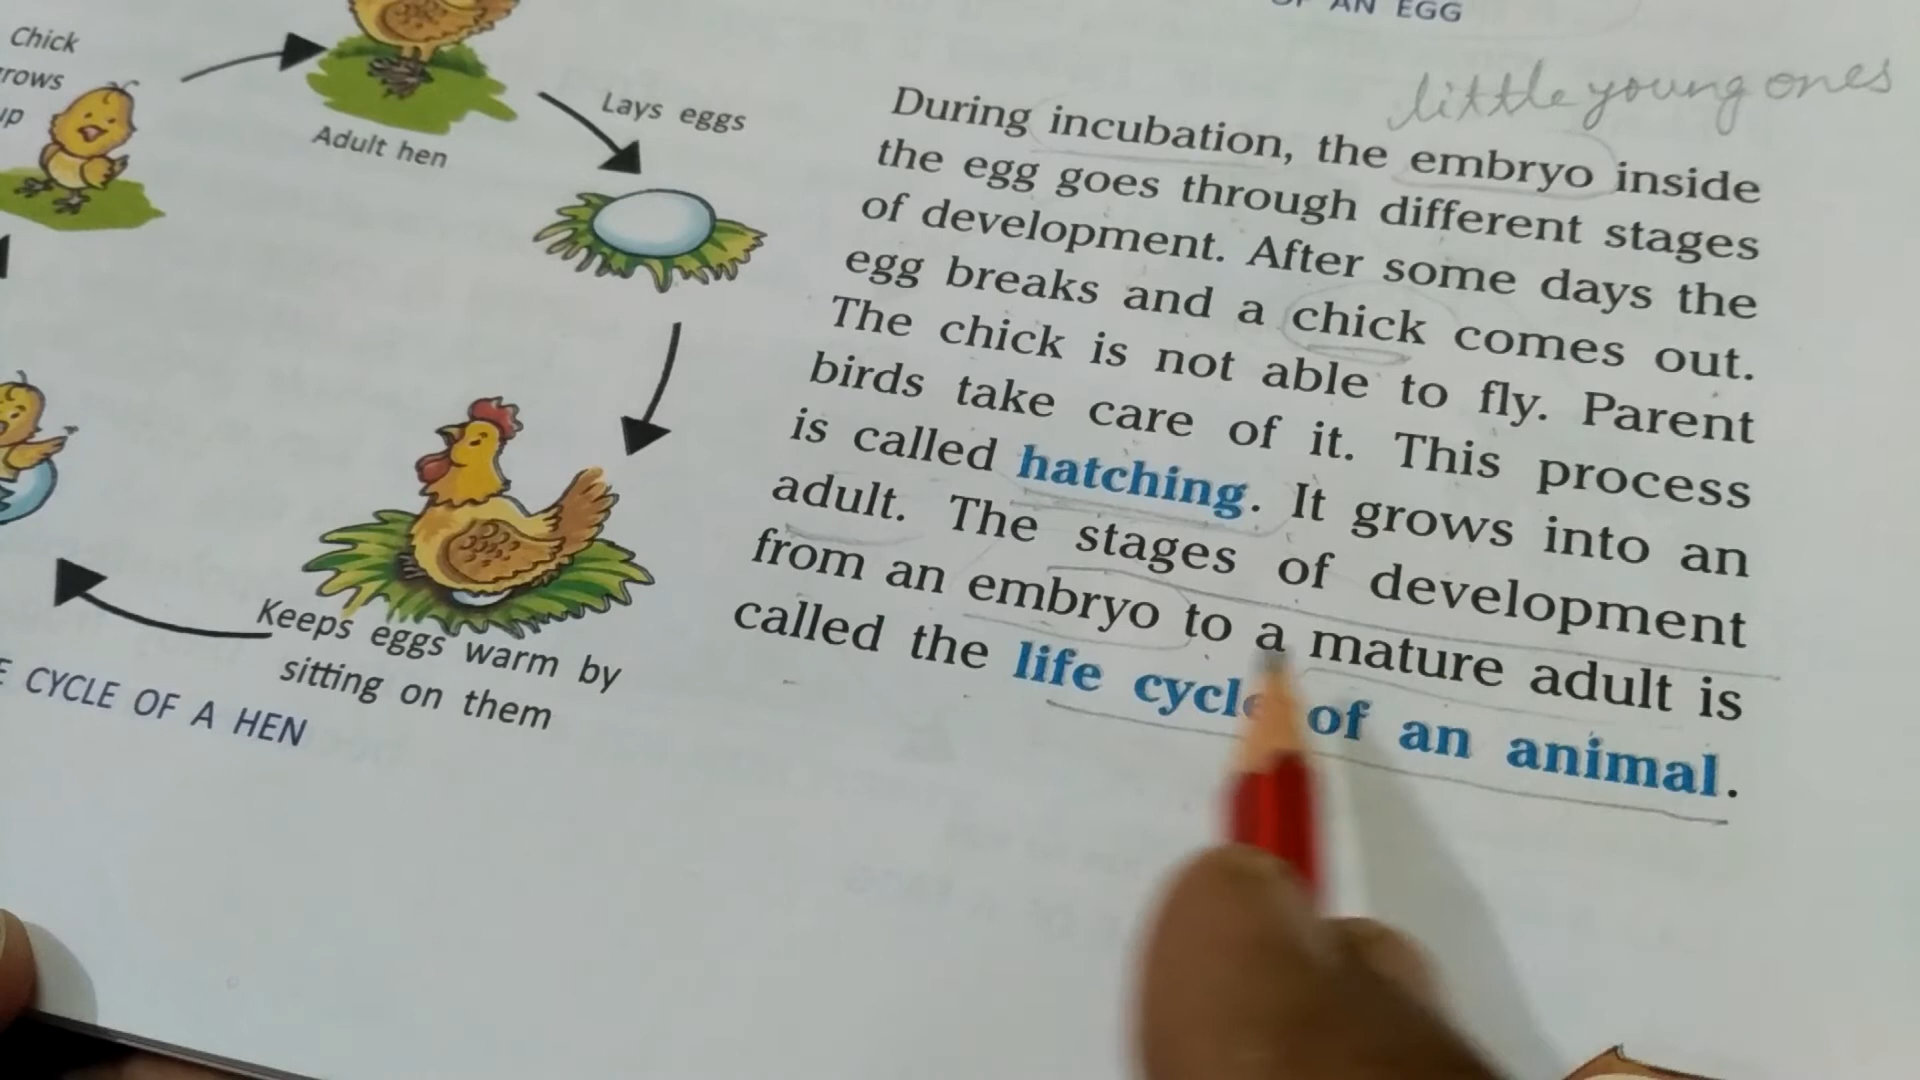 AN EGG
little young ones
Chick
up
Adult hen
Lays eggs
Keeps eggs warm by
sitting on them
CYCLE OF A HEN
During incubation, the embryo inside
the egg goes through different stages
of development. After some days the
egg breaks and a chick comes out.
The chick is not able to fly. Parent
birds take care of it. This process
is called hatching. It grows into an
adult. The stages of development
from an embryo to a mature adult is
called the life cycle of an animal.